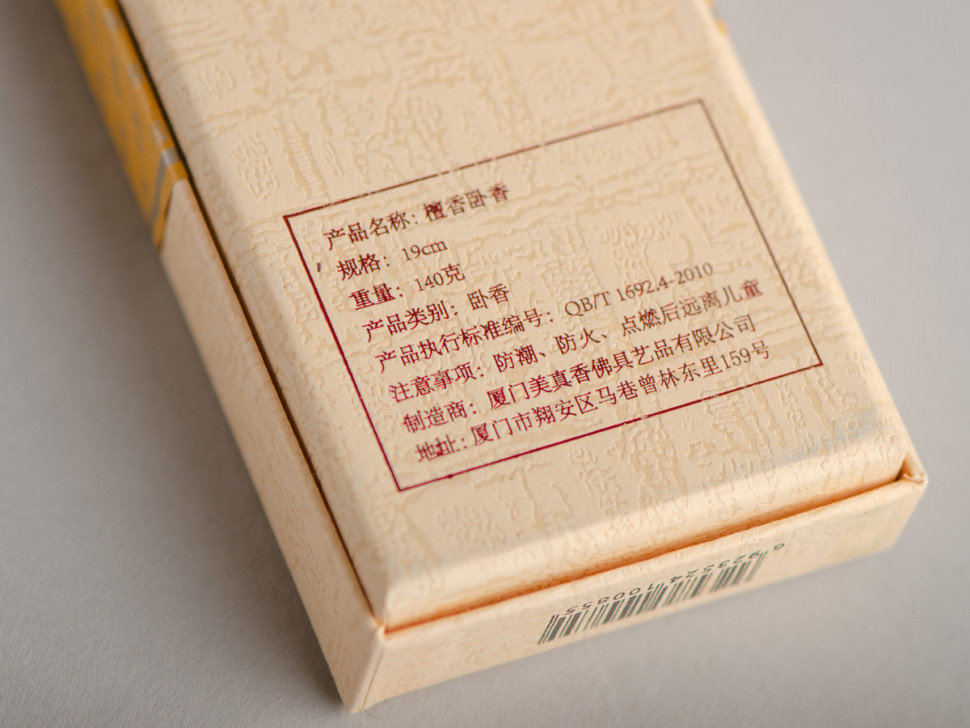 产品名称：檀香卧香
规格：19cm
重量：140克
产品类别：卧香
产品执行标准编号：QB/T 1692.4-2010
注意事项：防潮、防火、点燃后远离儿童
制造商：厦门美真香佛具艺品有限公司
地址：厦门市翔安区马巷曾林东里159号
6923524100855